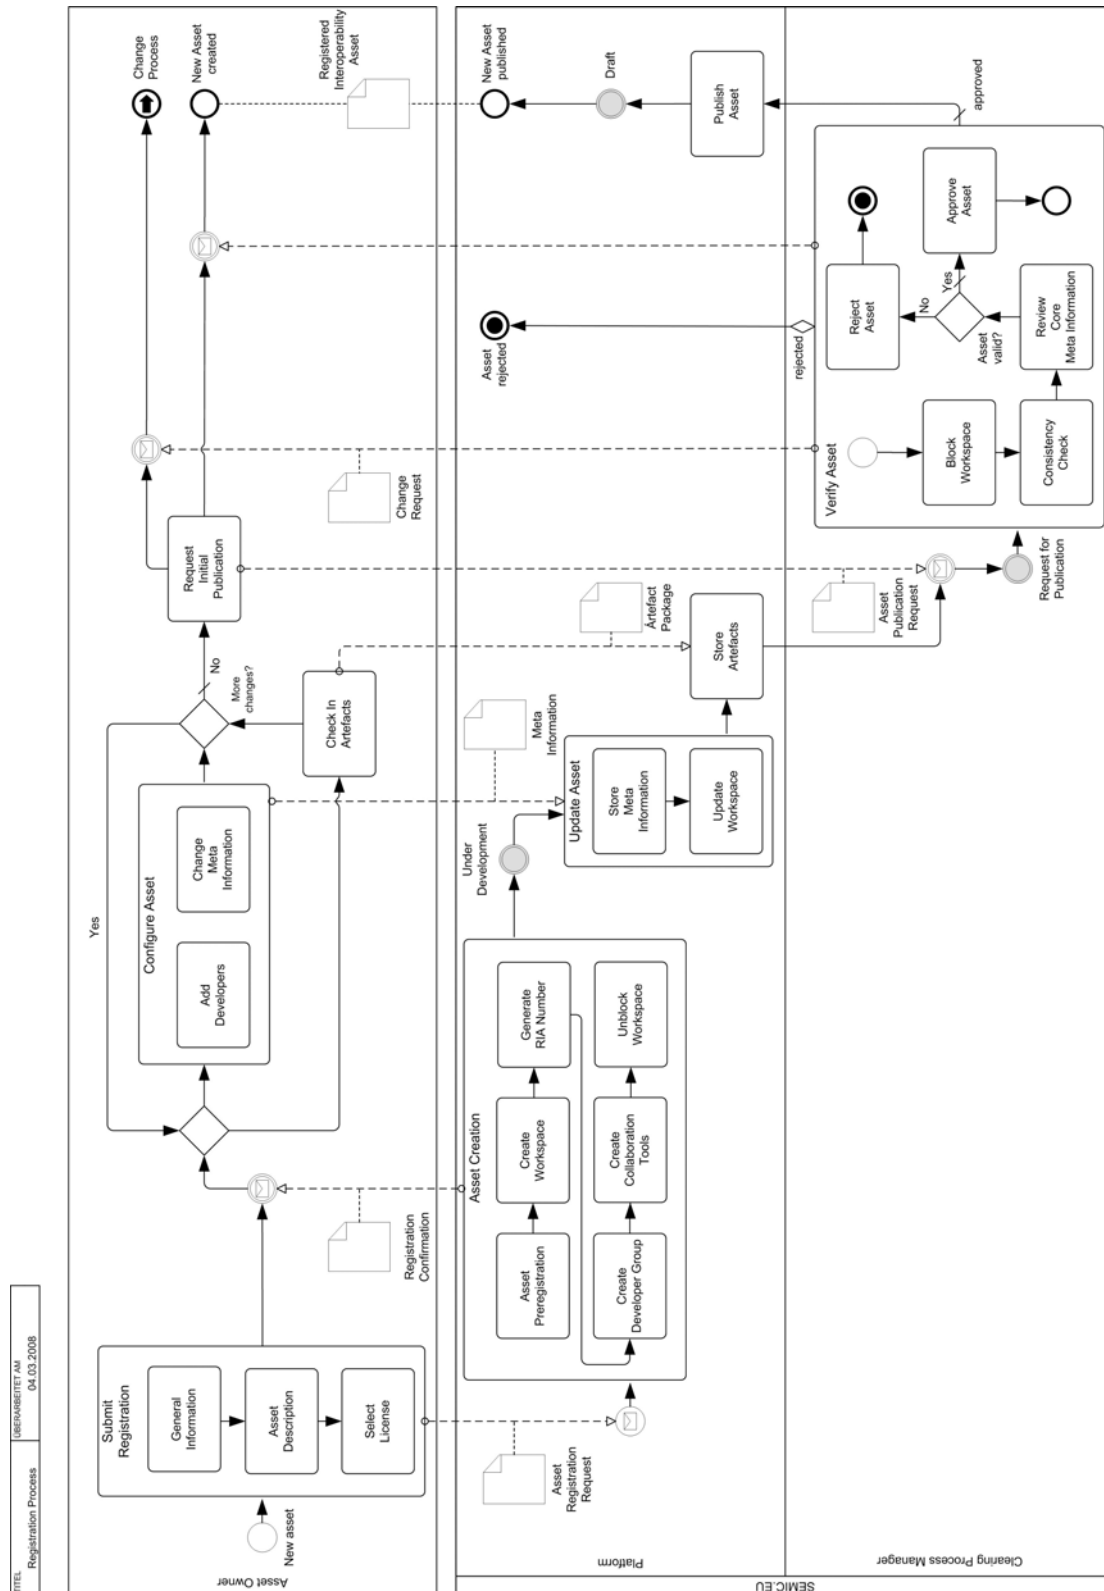 TITEL
Registration Process
ÜBERARBEITET AM
04.03.2008
Asset Owner
New asset
Submit
Registration
General
Information
Asset
Description
Select
License
Registration
Confirmation
Yes
Configure Asset
Add
Developers
Change
Meta
Information
More
changes?
No
Check In
Artefacts
Request
Initial
Publication
Change
Process
New Asset
created
Registered
Interoperability
Asset
Change
Request
Artefact
Package
Meta
Information
SEMIC.EU
Platform
Asset
Registration
Request
Asset Creation
Asset
Preregistration
Create
Workspace
Generate
RIA Number
Create
Developer Group
Create
Collaboration
Tools
Unblock
Workspace
Under
Development
Update Asset
Store
Meta
Information
Update
Workspace
Store
Artefacts
Asset
Publication
Request
Asset
rejected
New Asset
published
Draft
Publish
Asset
Clearing Process Manager
Request for
Publication
Verify Asset
Block
Workspace
Consistency
Check
Review
Core
Meta Information
Asset
valid?
No
Yes
Reject
Asset
Approve
Asset
rejected
approved